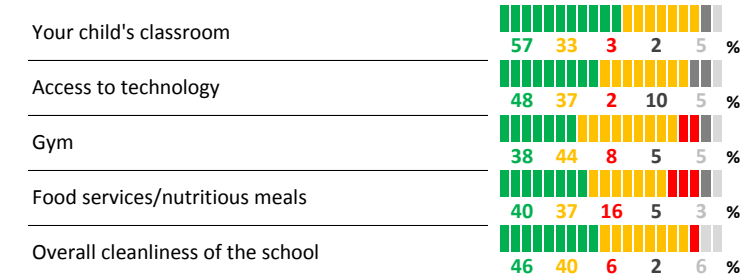 Your child's classroom
57 33 3 2 5 %
Access to technology
48 37 2 10 5 %
Gym
38 44 8 5 5 %
Food services/nutritious meals
40 37 16 5 3 %
Overall cleanliness of the school
46 40 6 2 6 %